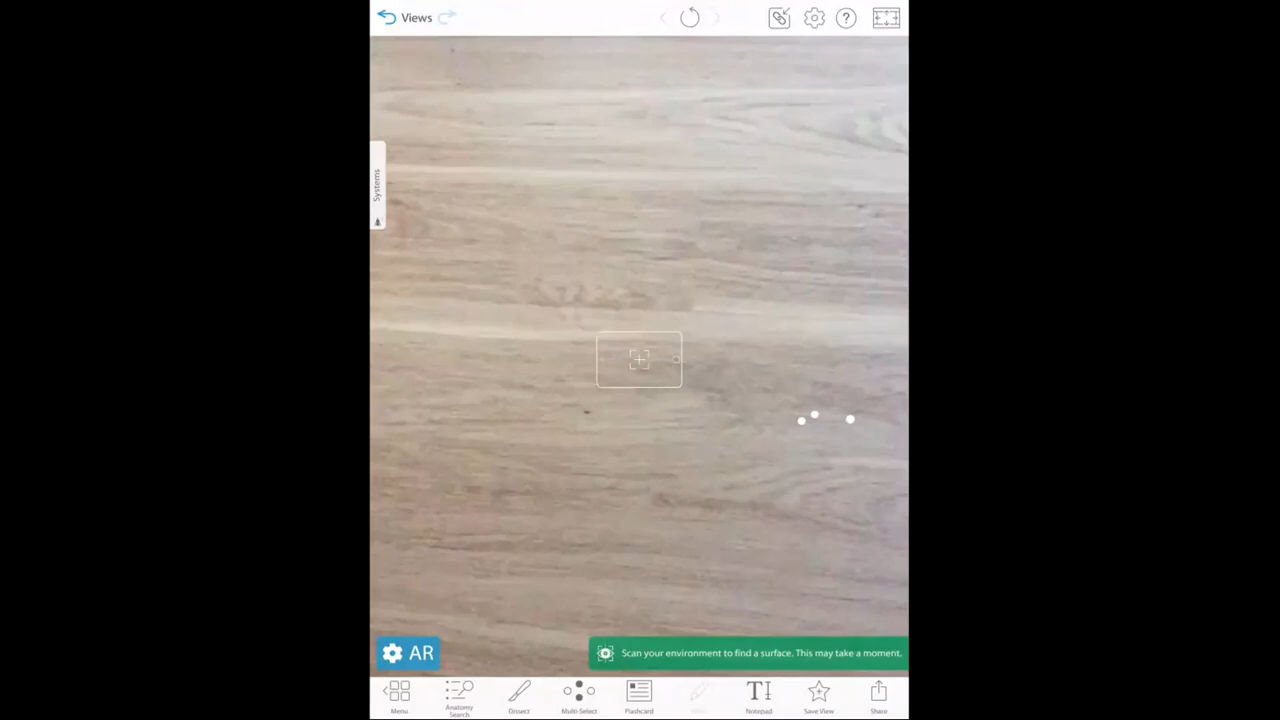 Views
Systems
AR
Scan your environment to find a surface. This may take a moment.
Menu
Anatomy
Search
Dissect
Multi-Select
Flashcard
Notepad
Save View
Share